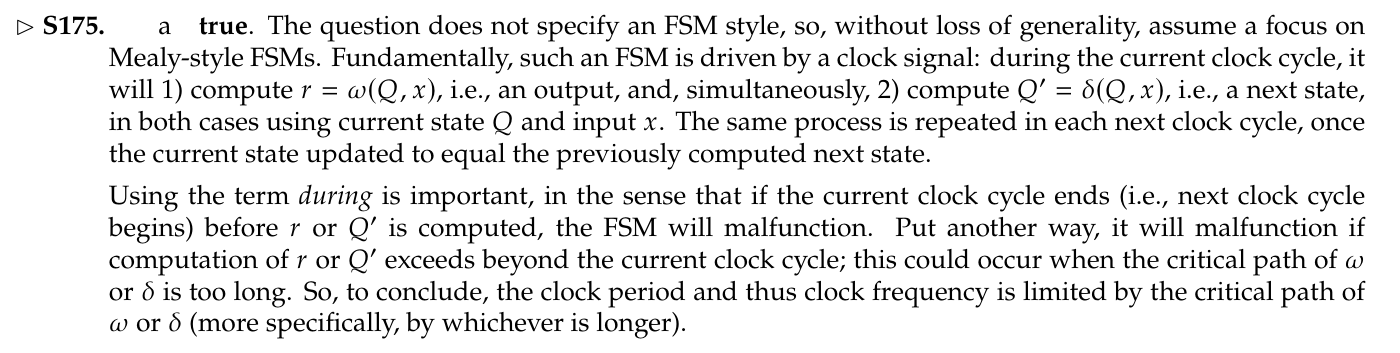 ▷ S175. a true. The question does not specify an FSM style, so, without loss of generality, assume a focus on
Mealy-style FSMs. Fundamentally, such an FSM is driven by a clock signal: during the current clock cycle, it
will 1) compute r = ω(Q, x), i.e., an output, and, simultaneously, 2) compute Q′ = δ(Q, x), i.e., a next state,
in both cases using current state Q and input x. The same process is repeated in each next clock cycle, once
the current state updated to equal the previously computed next state.
Using the term during is important, in the sense that if the current clock cycle ends (i.e., next clock cycle
begins) before r or Q′ is computed, the FSM will malfunction. Put another way, it will malfunction if
computation of r or Q′ exceeds beyond the current clock cycle; this could occur when the critical path of ω
or δ is too long. So, to conclude, the clock period and thus clock frequency is limited by the critical path of
ω or δ (more specifically, by whichever is longer).